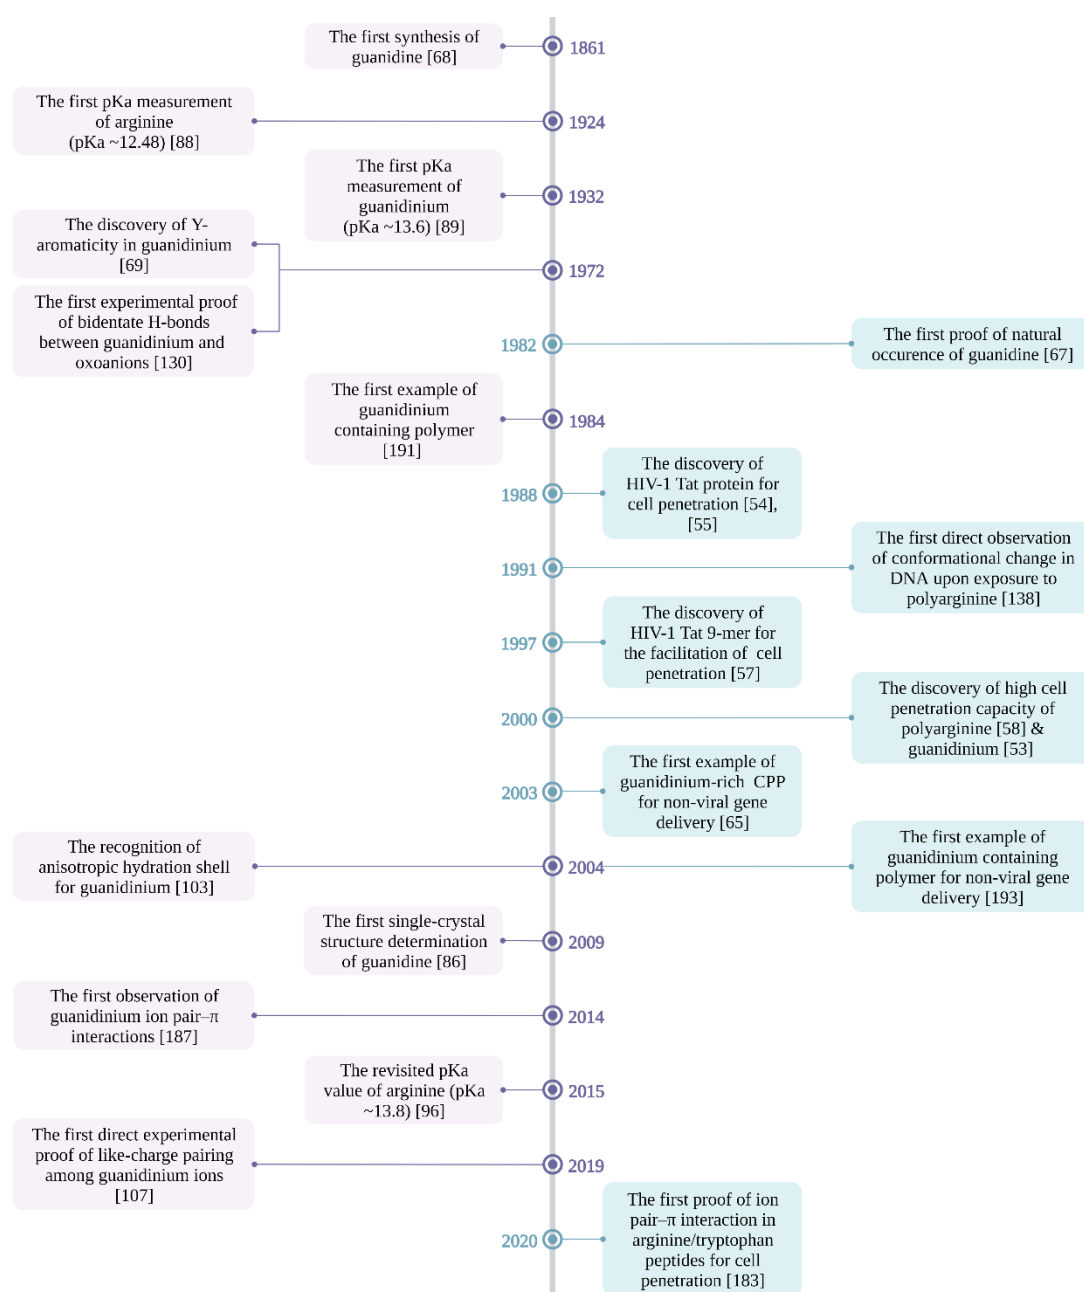 The first synthesis of
guanidine [68]
1861
The first pKa measurement
of arginine
(pKa ~12.48) [88]
1924
The first pKa
measurement of
guanidinium
(pKa ~13.6) [89]
1932
The discovery of Y-
aromaticity in guanidinium
[69]
The first experimental proof
of bidentate H-bonds
between guanidinium and
oxoanions [130]
1972
1982
The first proof of natural
occurence of guanidine [67]
The first example of
guanidinium
containing polymer
[191]
1984
1988
The discovery of
HIV-1 Tat protein for
cell penetration [54],
[55]
1991
The first direct observation
of conformational change in
DNA upon exposure to
polyarginine [138]
1997
The discovery of
HIV-1 Tat 9-mer for
the facilitation of cell
penetration [57]
2000
The discovery of high cell
penetration capacity of
polyarginine [58] &
guanidinium [53]
2003
The first example of
guanidinium-rich CPP
for non-viral gene
delivery [65]
The recognition of
anisotropic hydration shell
for guanidinium [103]
2004
The first example of
guanidinium containing
polymer for non-viral gene
delivery [193]
The first single-crystal
structure determination
of guanidine [86]
2009
The first observation of
guanidinium ion pair–π
interactions [187]
2014
The revisited pKa
value of arginine (pKa
~13.8) [96]
2015
The first direct experimental
proof of like-charge pairing
among guanidinium ions
[107]
2019
2020
The first proof of ion
pair–π interaction in
arginine/tryptophan
peptides for cell
penetration [183]